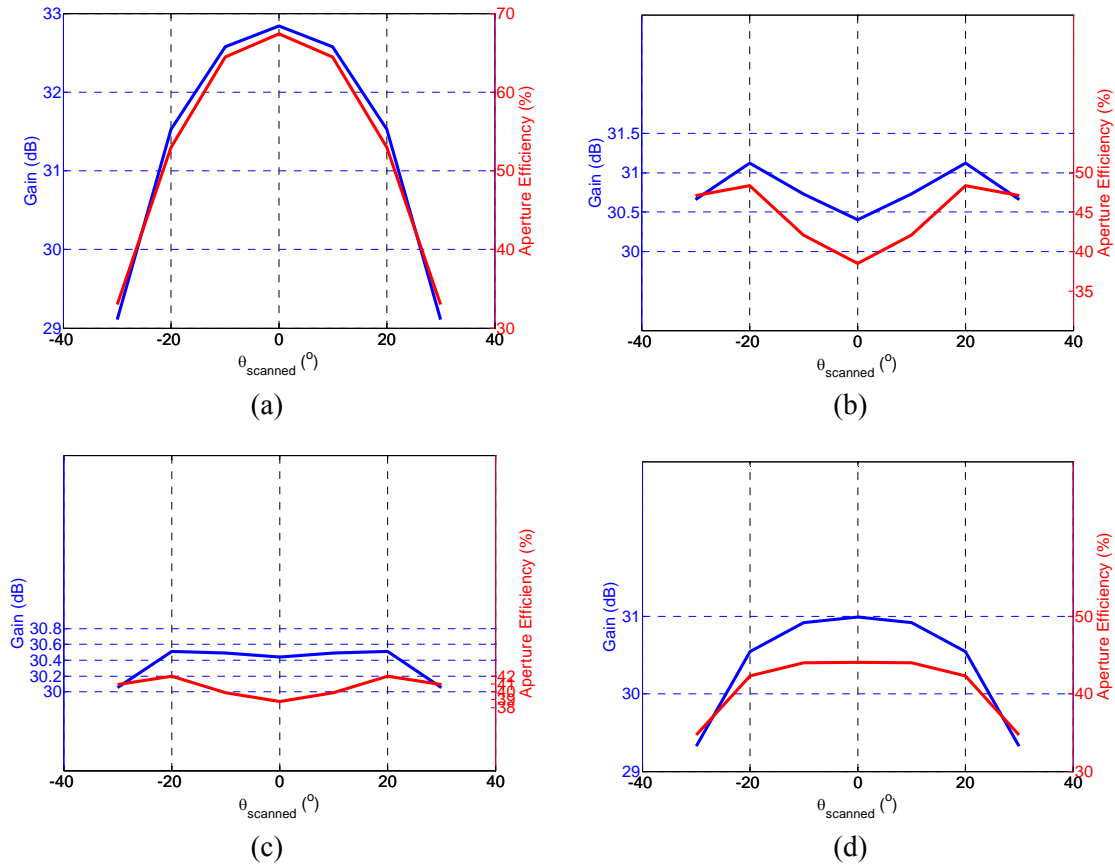 33
32
31
30
29
Gain (dB)
70
60
50
40
30
Aperture Efficiency (%)
-40 -20 0 20 40
θscanned (o)
(a)
31.5
31
30.5
30
Gain (dB)
50
45
40
35
Aperture Efficiency (%)
-40 -20 0 20 40
θscanned (o)
(b)
30.8
30.6
30.4
30.2
30
Gain (dB)
42
41
40
39
38
Aperture Efficiency (%)
-40 -20 0 20 40
θscanned (o)
(c)
31
30
29
Gain (dB)
50
40
30
Aperture Efficiency (%)
-40 -20 0 20 40
θscanned (o)
(d)